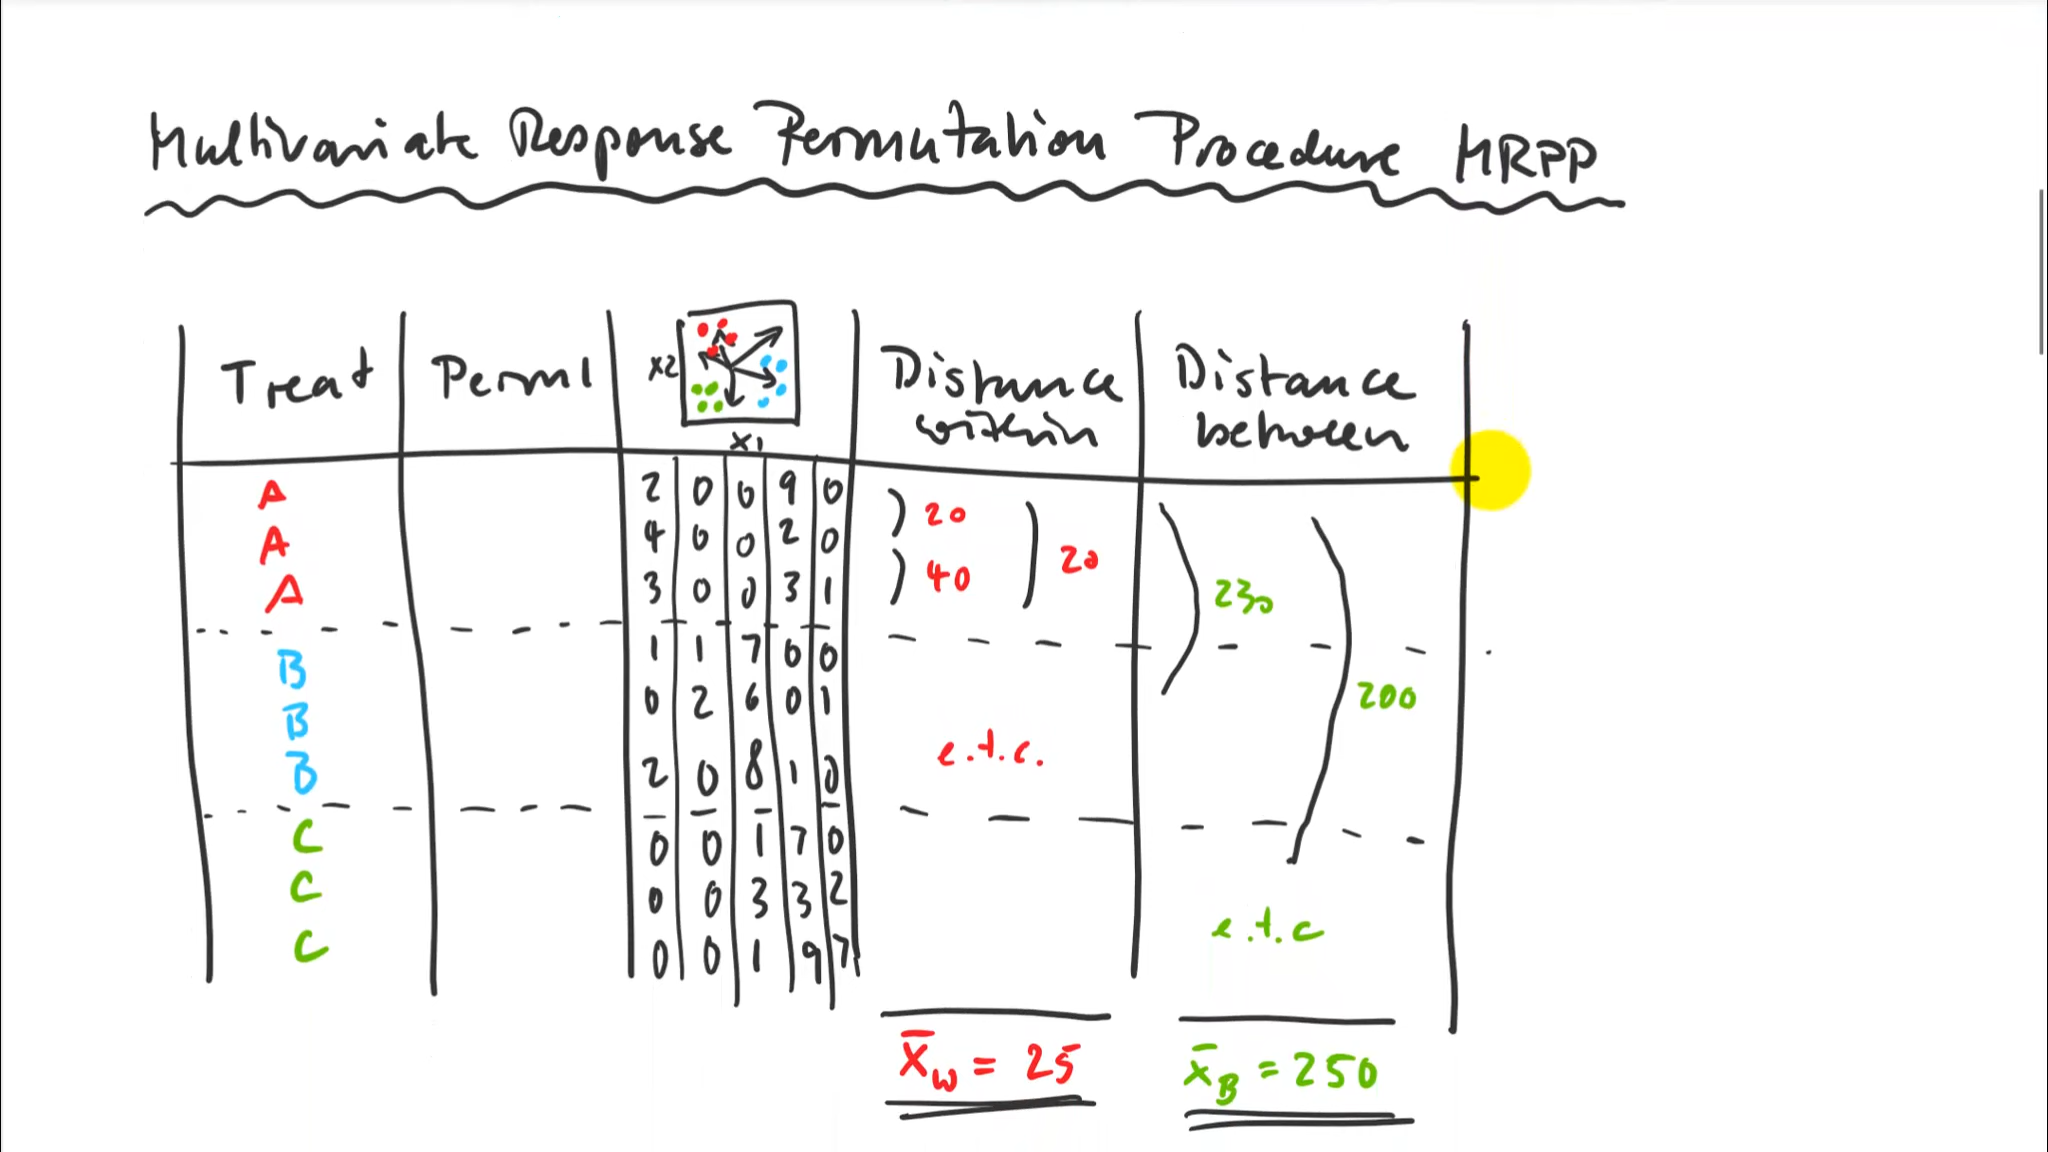 Multivariate Response Permutation Procedure MRPP
Treat Perm1 x2 x1 Distance within Distance between
A 2 0 0 9 0 20
A 4 0 0 2 0 20
A 3 0 0 3 1 40 230
B 1 1 7 0 0
B 0 2 6 0 1 200
B 2 0 8 1 0 e.t.c.
C 0 0 1 7 0
C 0 0 3 3 2 e.t.c
C 0 0 1 9 7
x̄w = 25 x̄B = 250